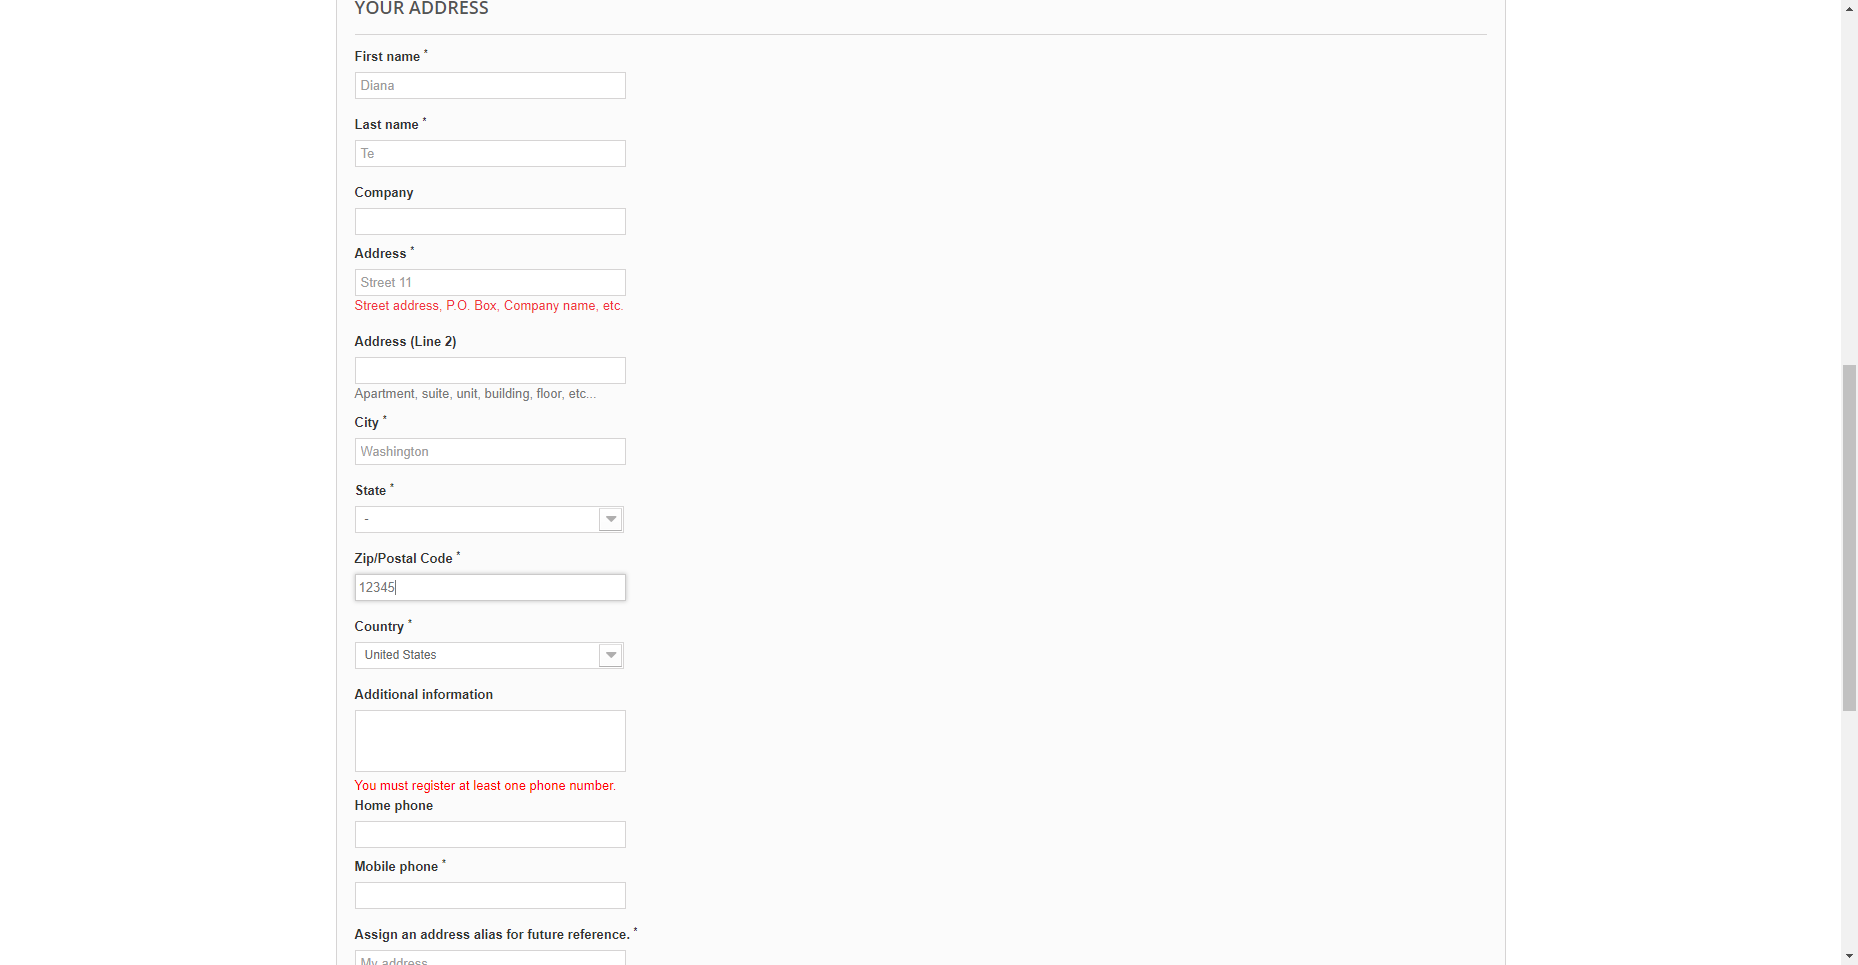 YOUR ADDRESS
First name *
Diana
Last name *
Te
Company
Address *
Street 11
Street address, P.O. Box, Company name, etc.
Address (Line 2)
Apartment, suite, unit, building, floor, etc...
City *
Washington
State *
-
Zip/Postal Code *
12345
Country *
United States
Additional information
You must register at least one phone number.
Home phone
Mobile phone *
Assign an address alias for future reference. *
My address